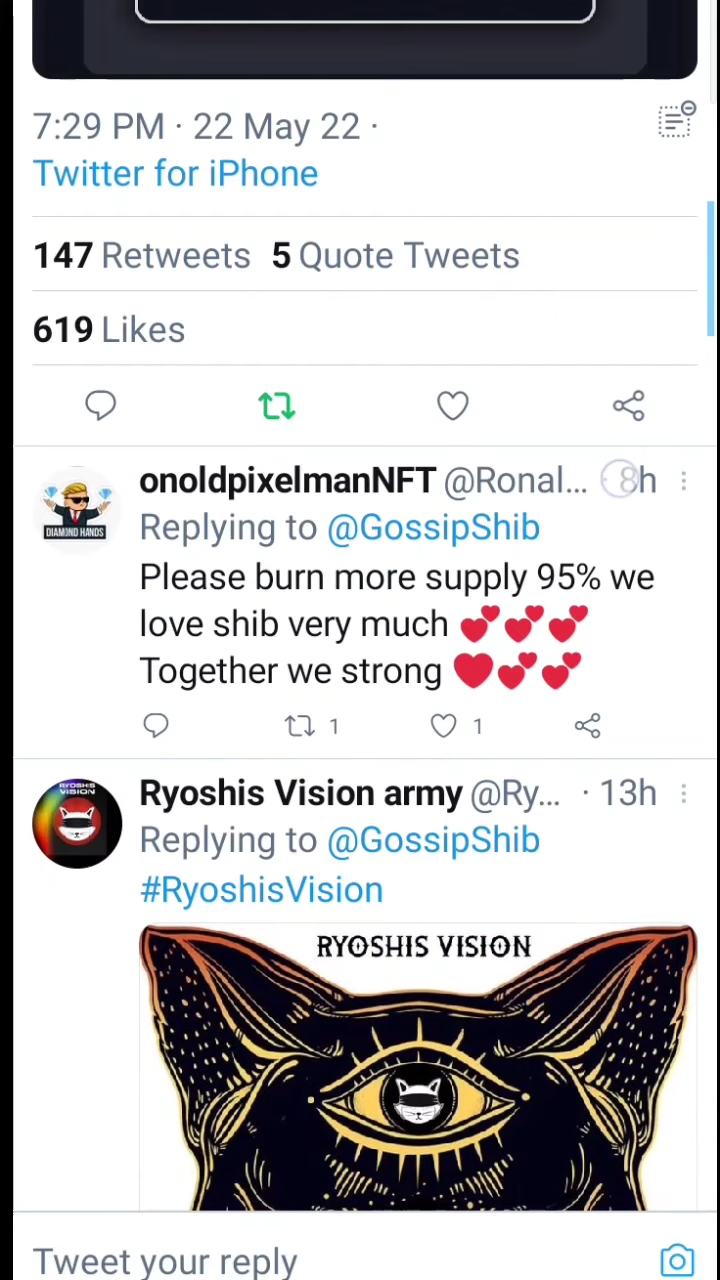 7:29 PM · 22 May 22 ·
Twitter for iPhone
147 Retweets 5 Quote Tweets
619 Likes
onoldpixelmanNFT @Ronal... · 8h
DIAMOND HANDS
Replying to @GossipShib
Please burn more supply 95% we
love shib very much 💕💕💕
Together we strong ❤️💕💕
1 1
RYOSHIS
VISION
Ryoshis Vision army @Ry... · 13h
Replying to @GossipShib
#RyoshisVision
RYOSHIS VISION
Tweet your reply